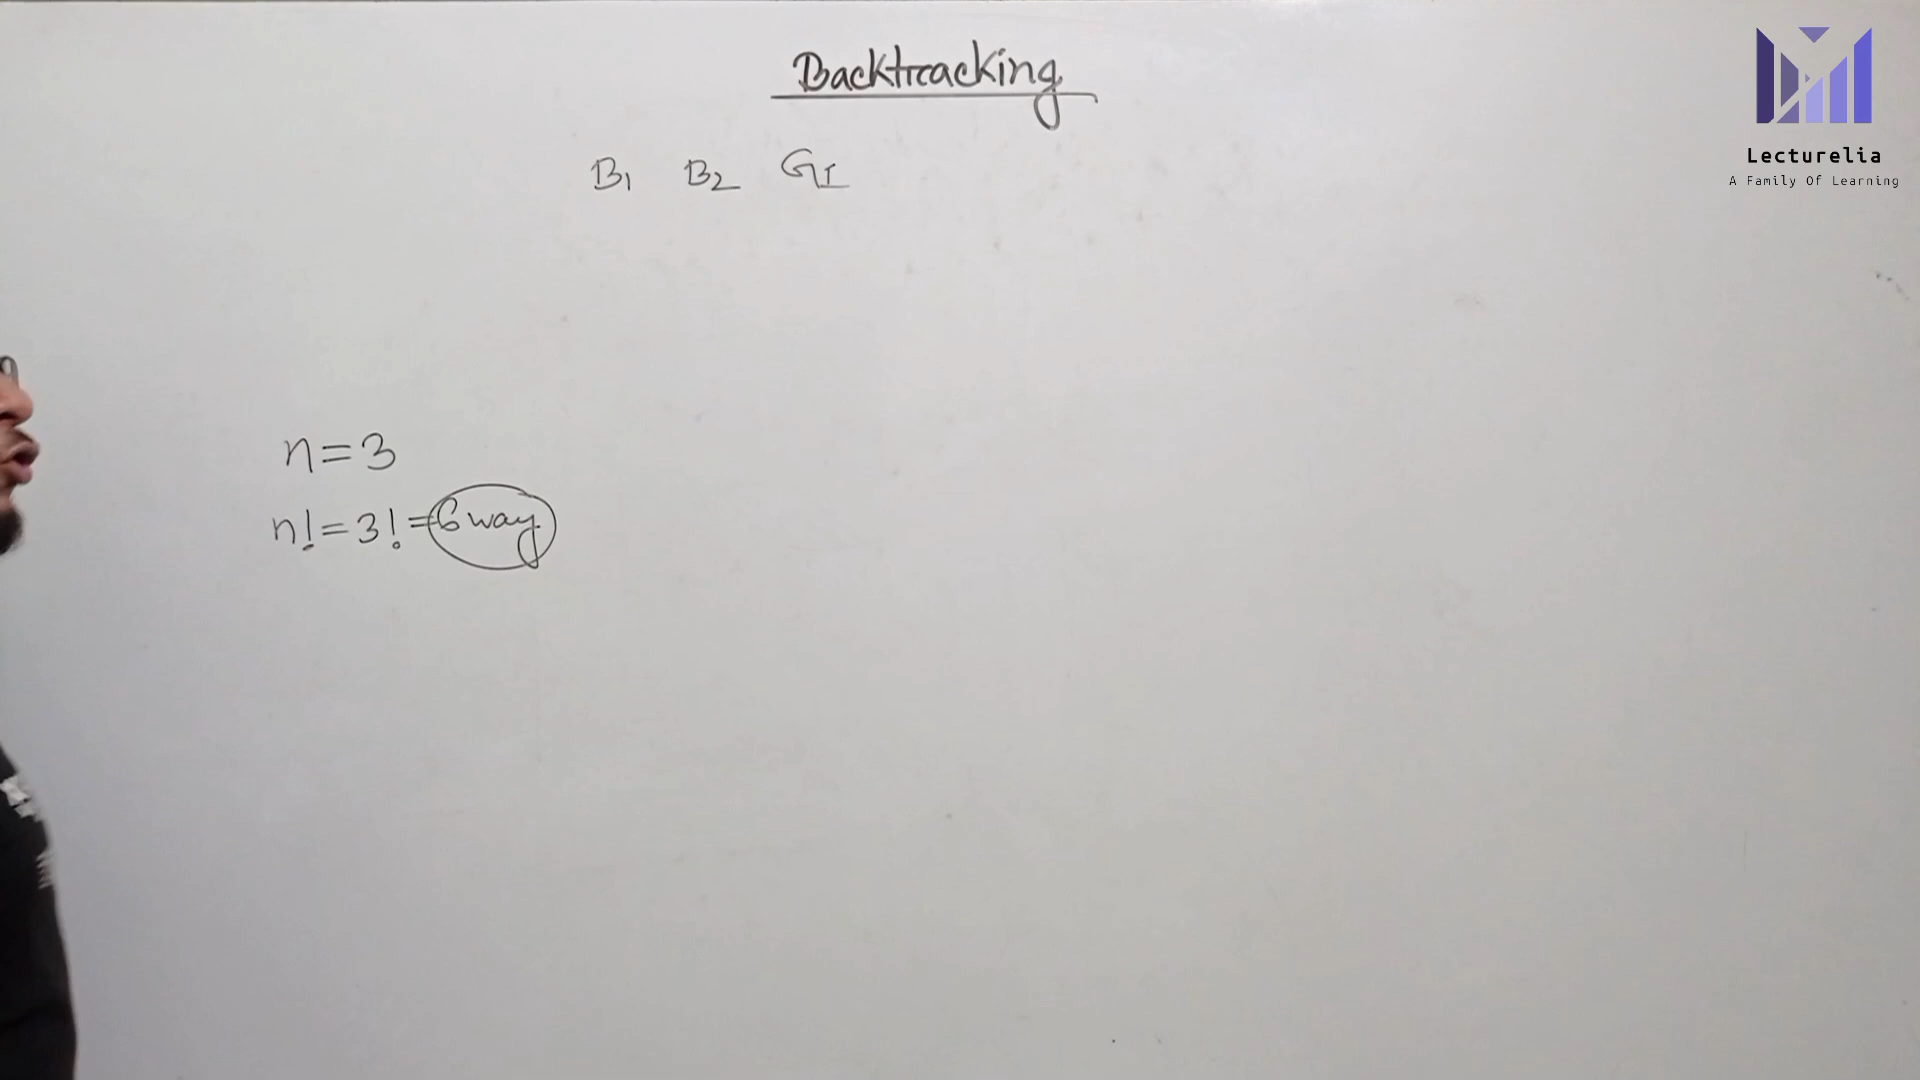 Backtracking
B1 B2 G1
n=3
n!=3!=6 way
Lecturelia
A Family Of Learning